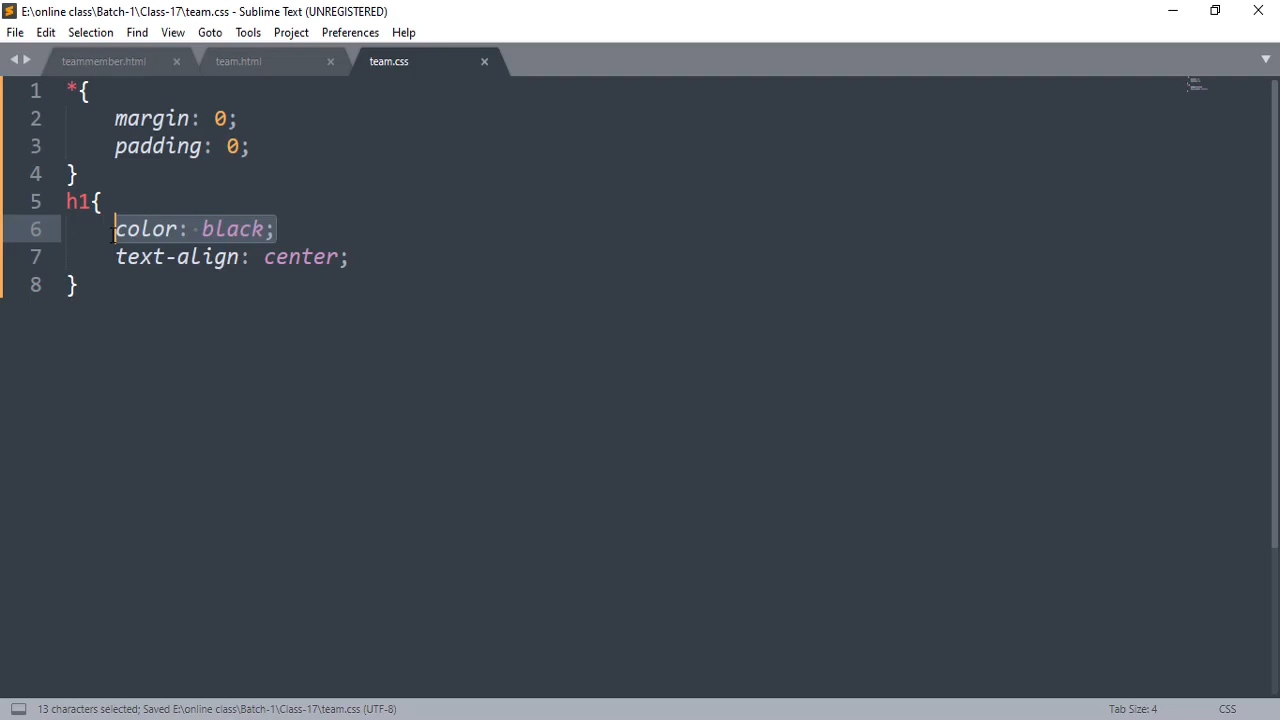 E:\online class\Batch-1\Class-17\team.css - Sublime Text (UNREGISTERED)
File Edit Selection Find View Goto Tools Project Preferences Help
teammember.html team.html team.css
1 *{
2 margin: 0;
3 padding: 0;
4 }
5 h1{
6 color: black;
7 text-align: center;
8 }
13 characters selected; Saved E:\online class\Batch-1\Class-17\team.css (UTF-8) Tab Size: 4 CSS